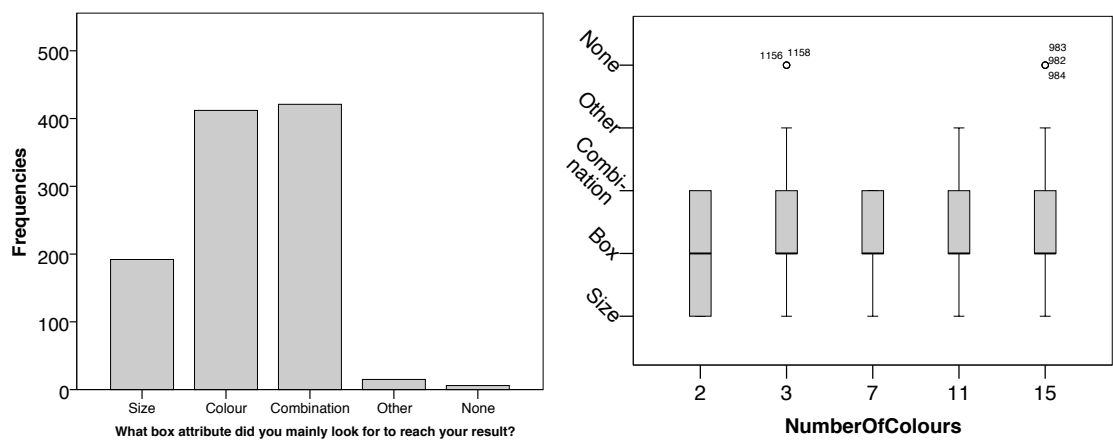 500
400
300
200
100
0
Frequencies
Size Colour Combination Other None
What box attribute did you mainly look for to reach your result?
None
Other
Combi-
nation
Box
Size
1156 1158
983
982
984
2 3 7 11 15
NumberOfColours